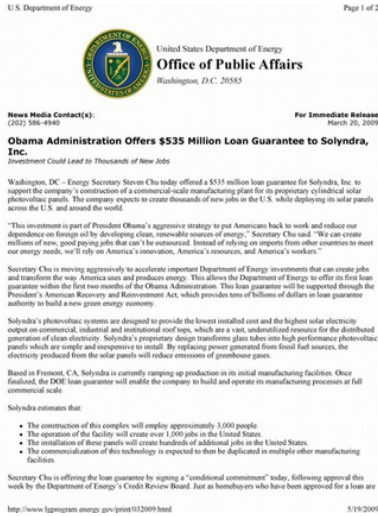 U.S. Department of Energy
Page 1 of 2
United States Department of Energy
Office of Public Affairs
Washington, D.C. 20585
News Media Contact(s):
(202) 586-4940
For Immediate Release
March 20, 2009
Obama Administration Offers $535 Million Loan Guarantee to Solyndra,
Inc.
Investment Could Lead to Thousands of New Jobs
Washington, DC – Energy Secretary Steven Chu today offered a $535 million loan guarantee for Solyndra, Inc. to
support the company's construction of a commercial-scale manufacturing plant for its proprietary cylindrical solar
photovoltaic panels. The company expects to create thousands of new jobs in the U.S. while deploying its solar panels
across the U.S. and around the world.
"This investment is part of President Obama's aggressive strategy to put Americans back to work and reduce our
dependence on foreign oil by developing clean, renewable sources of energy," Secretary Chu said. "We can create
millions of new, good paying jobs that can't be outsourced. Instead of relying on imports from other countries to meet
our energy needs, we'll rely on America's innovation, America's resources, and America's workers."
Secretary Chu is moving aggressively to accelerate important Department of Energy investments that can create jobs
and transform the way America uses and produces energy. This allows the Department of Energy to offer its first loan
guarantee within the first two months of the Obama Administration. This loan guarantee will be supported through the
President's American Recovery and Reinvestment Act, which provides tens of billions of dollars in loan guarantee
authority to build a new green energy economy.
Solyndra's photovoltaic systems are designed to provide the lowest installed cost and the highest solar electricity
output on commercial, industrial and institutional roof tops, which are a vast, underutilized resource for the distributed
generation of clean electricity. Solyndra's proprietary design transforms glass tubes into high performance photovoltaic
panels which are simple and inexpensive to install. By replacing power generated from fossil fuel sources, the
electricity produced from the solar panels will reduce emissions of greenhouse gases.
Based in Fremont, CA, Solyndra is currently ramping up production in its initial manufacturing facilities. Once
finalized, the DOE loan guarantee will enable the company to build and operate its manufacturing processes at full
commercial scale.
Solyndra estimates that:
• The construction of this complex will employ approximately 3,000 people.
• The operation of the facility will create over 1,000 jobs in the United States.
• The installation of these panels will create hundreds of additional jobs in the United States.
• The commercialization of this technology is expected to then be duplicated in multiple other manufacturing
facilities.
Secretary Chu is offering the loan guarantee by signing a "conditional commitment" today, following approval this
week by the Department of Energy's Credit Review Board. Just as homebuyers who have been approved for a loan are
http://www.lgprogram.energy.gov/print/032009.html
5/19/2009